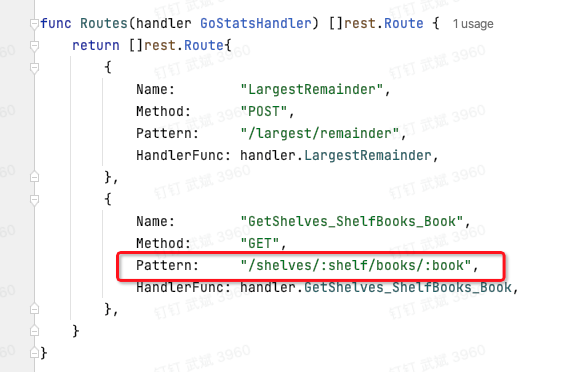 func Routes(handler GoStatsHandler) []rest.Route { 1 usage
return []rest.Route{
{
Name: "LargestRemainder",
Method: "POST",
Pattern: "/largest/remainder",
HandlerFunc: handler.LargestRemainder,
},
{
Name: "GetShelves_ShelfBooks_Book",
Method: "GET",
Pattern: "/shelves/:shelf/books/:book",
HandlerFunc: handler.GetShelves_ShelfBooks_Book,
},
}
}
钉钉 武斌 3960